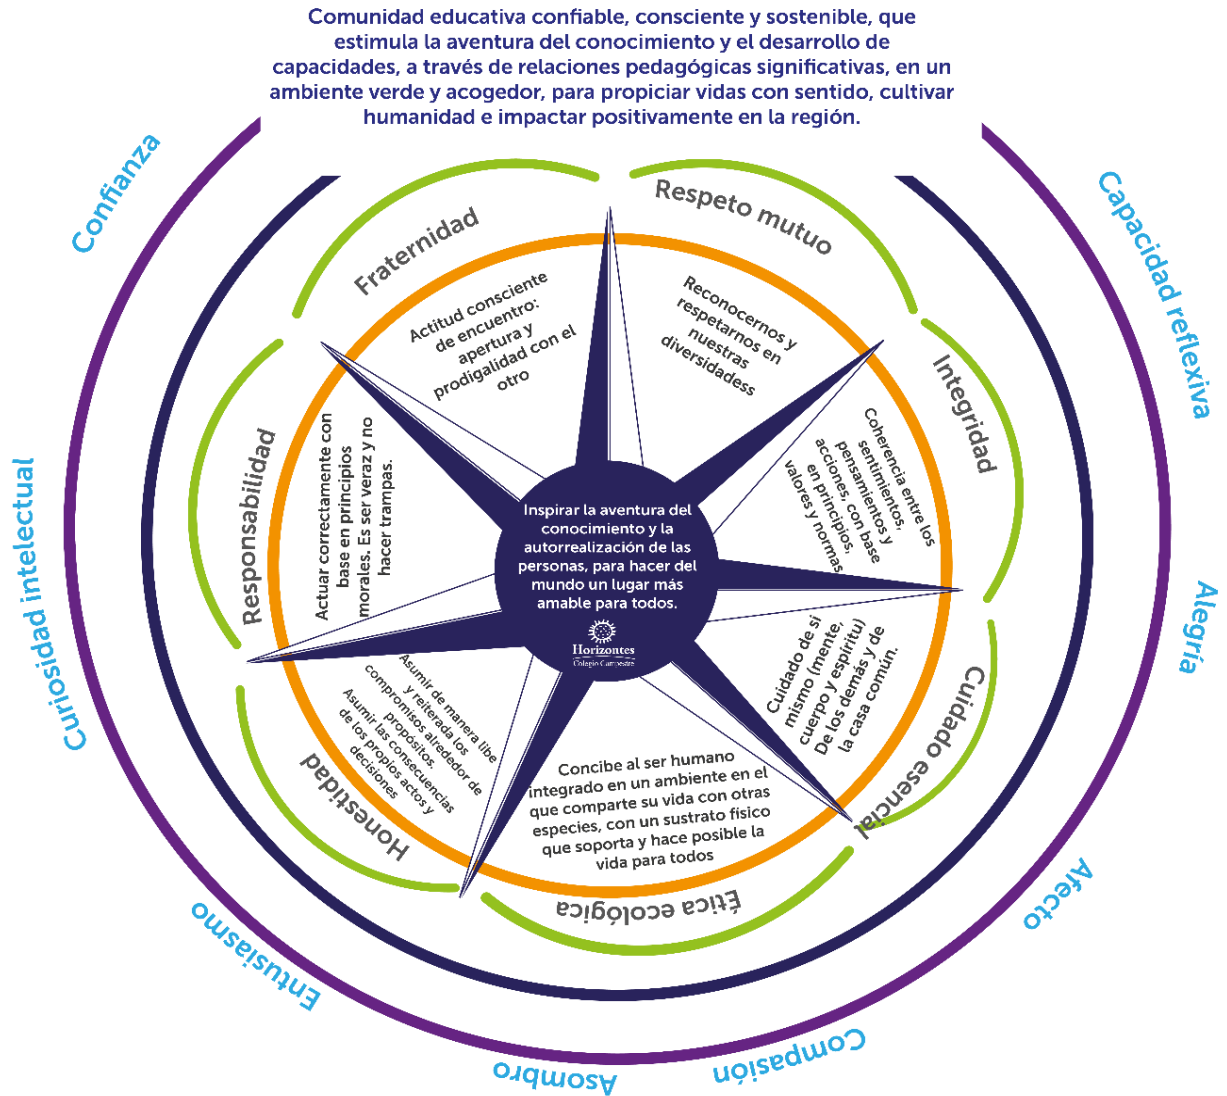 Comunidad educativa confiable, consciente y sostenible, que
estimula la aventura del conocimiento y el desarrollo de
capacidades, a través de relaciones pedagógicas significativas, en un
ambiente verde y acogedor, para propiciar vidas con sentido, cultivar
humanidad e impactar positivamente en la región.
Confianza
Capacidad reflexiva
Alegría
Afecto
Compasión
Asombro
Entusiasmo
Curiosidad intelectual
Fraternidad
Actitud consciente
de encuentro:
apertura y
prodigalidad con el
otro
Respeto mutuo
Reconocernos y
respetarnos en
nuestras
diversidadess
Integridad
Coherencia entre los
sentimientos,
pensamientos y
acciones, con base
en principios,
valores y normas
Cuidado esencial
Cuidado de si
mismo (mente,
cuerpo y espíritu)
De los demás y de
la casa común.
Ética ecológica
Concibe al ser humano
integrado en un ambiente en el
que comparte su vida con otras
especies, con un sustrato físico
que soporta y hace posible la
vida para todos
Honestidad
Asumir de manera libe
y reiterada los
compromisos alrededor de
propósitos.
Asumir las consecuencias
de los propios actos y
decisiones
Responsabilidad
Actuar correctamente con
base en principios
morales. Es ser veraz y no
hacer trampas.
Inspirar la aventura del
conocimiento y la
autorrealización de las
personas, para hacer del
mundo un lugar más
amable para todos.
Horizontes
Colegio Campestre